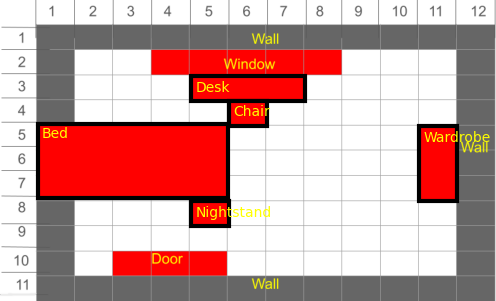 1 2 3 4 5 6 7 8 9 10 11 12
1 Wall
2 Window
3 Desk
4 Chair
5 Bed Wardrobe
6 Wall
7
8 Nightstand
9
10 Door
11 Wall